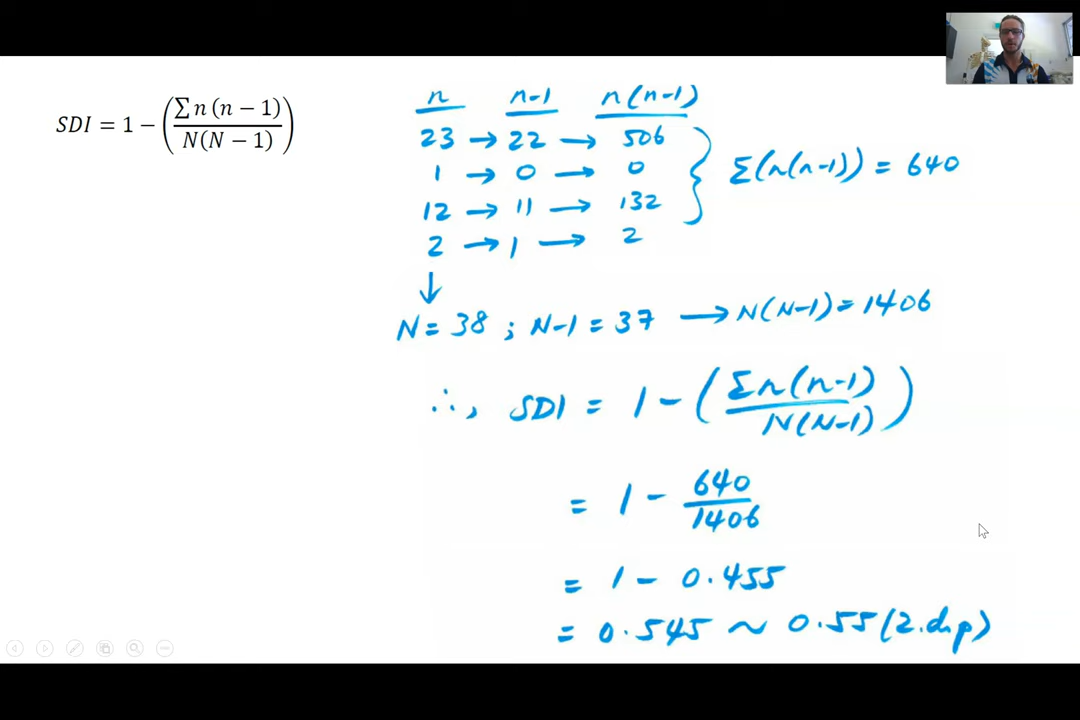 SDI = 1 − (∑ n (n − 1) / N(N − 1))
n n-1 n(n-1)
23 → 22 → 506
1 → 0 → 0
12 → 11 → 132
2 → 1 → 2
} Σ(n(n-1)) = 640
↓
N = 38 ; N-1 = 37 → N(N-1) = 1406
∴, SDI = 1 - (Σn(n-1) / N(N-1))
= 1 - 640 / 1406
= 1 - 0.455
= 0.545 ~ 0.55 (2.d.p)